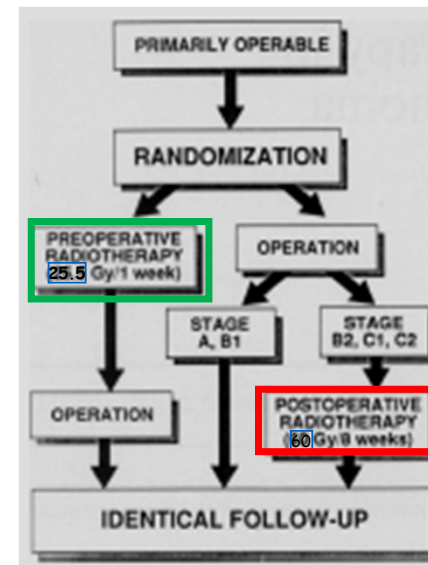 PRIMARILY OPERABLE
RANDOMIZATION
PREOPERATIVE
RADIOTHERAPY
(25.5 Gy/1 week)
OPERATION
STAGE
A, B1
STAGE
B2, C1, C2
OPERATION
POSTOPERATIVE
RADIOTHERAPY
(60 Gy/8 weeks)
IDENTICAL FOLLOW-UP